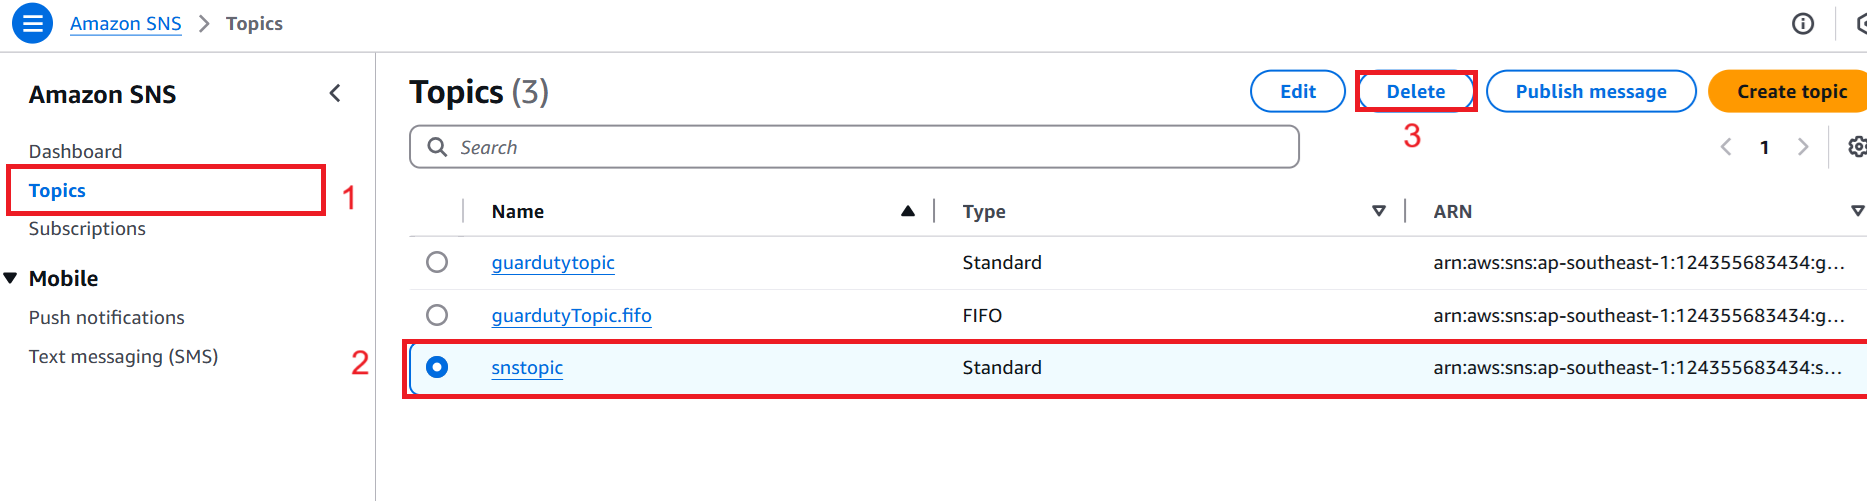 Amazon SNS > Topics
Amazon SNS
Dashboard
Topics
1
Subscriptions
Mobile
Push notifications
Text messaging (SMS)
2
Topics (3)
Edit
Delete
Publish message
Create topic
3
Search
1
Name Type ARN
guardutytopic Standard arn:aws:sns:ap-southeast-1:124355683434:g...
guardutyTopic.fifo FIFO arn:aws:sns:ap-southeast-1:124355683434:g...
snstopic Standard arn:aws:sns:ap-southeast-1:124355683434:s...